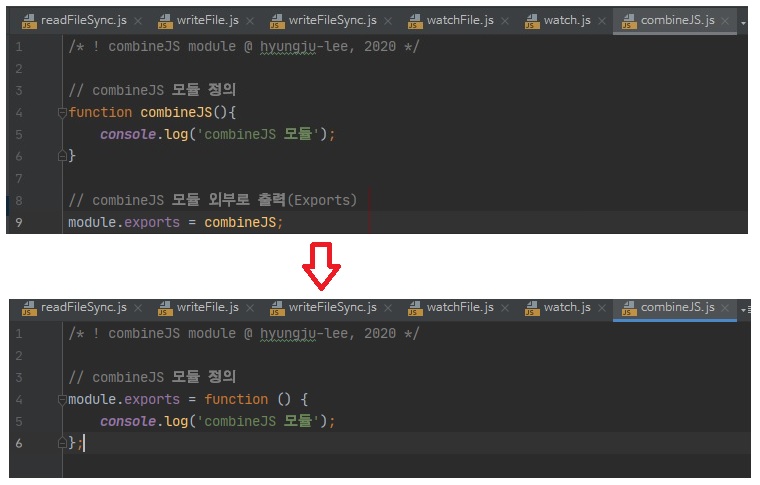 readFileSync.js writeFile.js writeFileSync.js watchFile.js watch.js combineJS.js
1 /* ! combineJS module @ hyungju-lee, 2020 */
2
3 // combineJS 모듈 정의
4 function combineJS(){
5 console.log('combineJS 모듈');
6 }
7
8 // combineJS 모듈 외부로 출력(Exports)
9 module.exports = combineJS;
readFileSync.js writeFile.js writeFileSync.js watchFile.js watch.js combineJS.js
1 /* ! combineJS module @ hyungju-lee, 2020 */
2
3 // combineJS 모듈 정의
4 module.exports = function () {
5 console.log('combineJS 모듈');
6 };